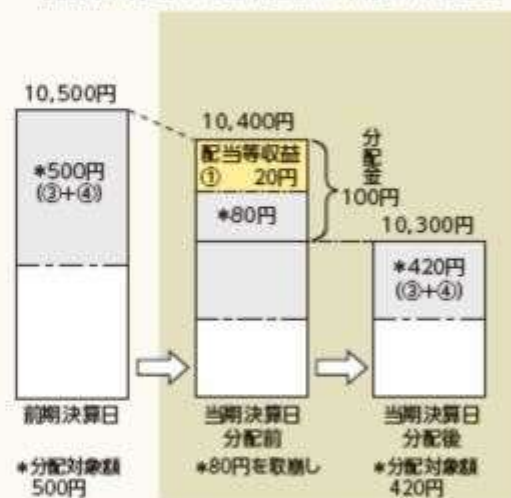 10,500円
*500円
(③+④)
10,400円
配当等収益
① 20円
*80円
分配金
100円
10,300円
*420円
(③+④)
前期決算日
当期決算日
分配前
当期決算日
分配後
*分配対象額
500円
*80円を取崩し
*分配対象額
420円